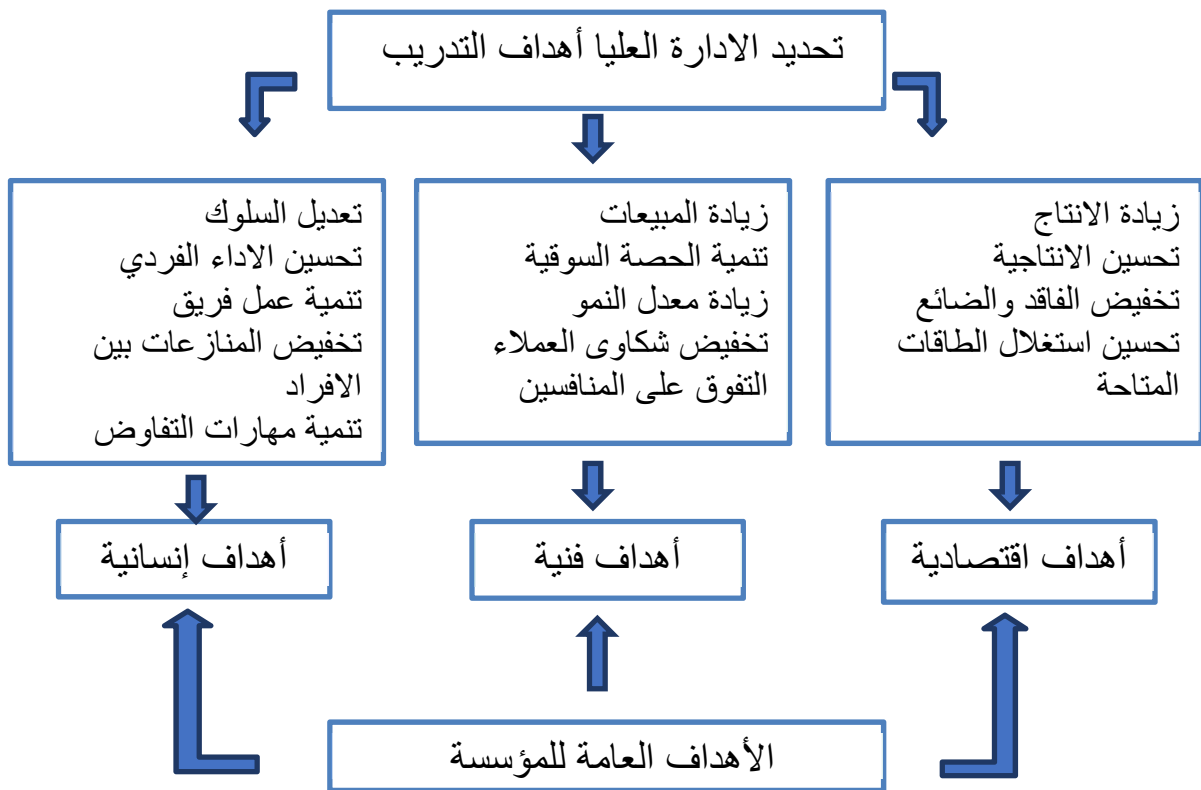 تحديد الادارة العليا أهداف التدريب
زيادة الانتاج
تحسين الانتاجية
تخفيض الفاقد والضائع
تحسين استغلال الطاقات
المتاحة
زيادة المبيعات
تنمية الحصة السوقية
زيادة معدل النمو
تخفيض شكاوى العملاء
التفوق على المنافسين
تعديل السلوك
تحسين الاداء الفردي
تنمية عمل فريق
تخفيض المنازعات بين
الافراد
تنمية مهارات التفاوض
أهداف اقتصادية
أهداف فنية
أهداف إنسانية
الأهداف العامة للمؤسسة